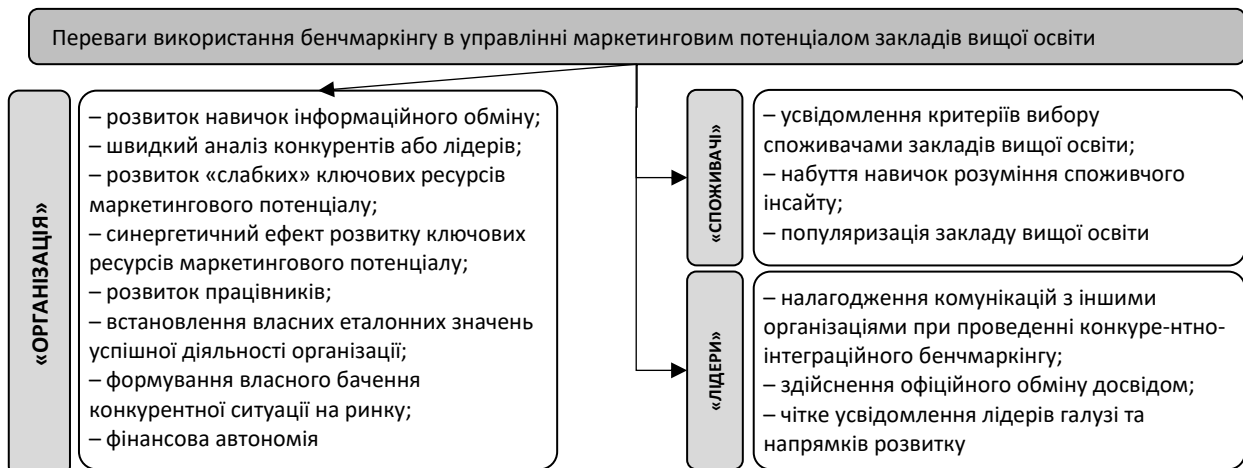 Переваги використання бенчмаркінгу в управлінні маркетинговим потенціалом закладів вищої освіти
«ОРГАНІЗАЦІЯ»
– розвиток навичок інформаційного обміну;
– швидкий аналіз конкурентів або лідерів;
– розвиток «слабких» ключових ресурсів
маркетингового потенціалу;
– синергетичний ефект розвитку ключових
ресурсів маркетингового потенціалу;
– розвиток працівників;
– встановлення власних еталонних значень
успішної діяльності організації;
– формування власного бачення
конкурентної ситуації на ринку;
– фінансова автономія
«СПОЖИВАЧІ»
– усвідомлення критеріїв вибору
споживачами закладів вищої освіти;
– набуття навичок розуміння споживчого
інсайту;
– популяризація закладу вищої освіти
«ЛІДЕРИ»
– налагодження комунікацій з іншими
організаціями при проведенні конкуре-нтно-
інтеграційного бенчмаркінгу;
– здійснення офіційного обміну досвідом;
– чітке усвідомлення лідерів галузі та
напрямків розвитку